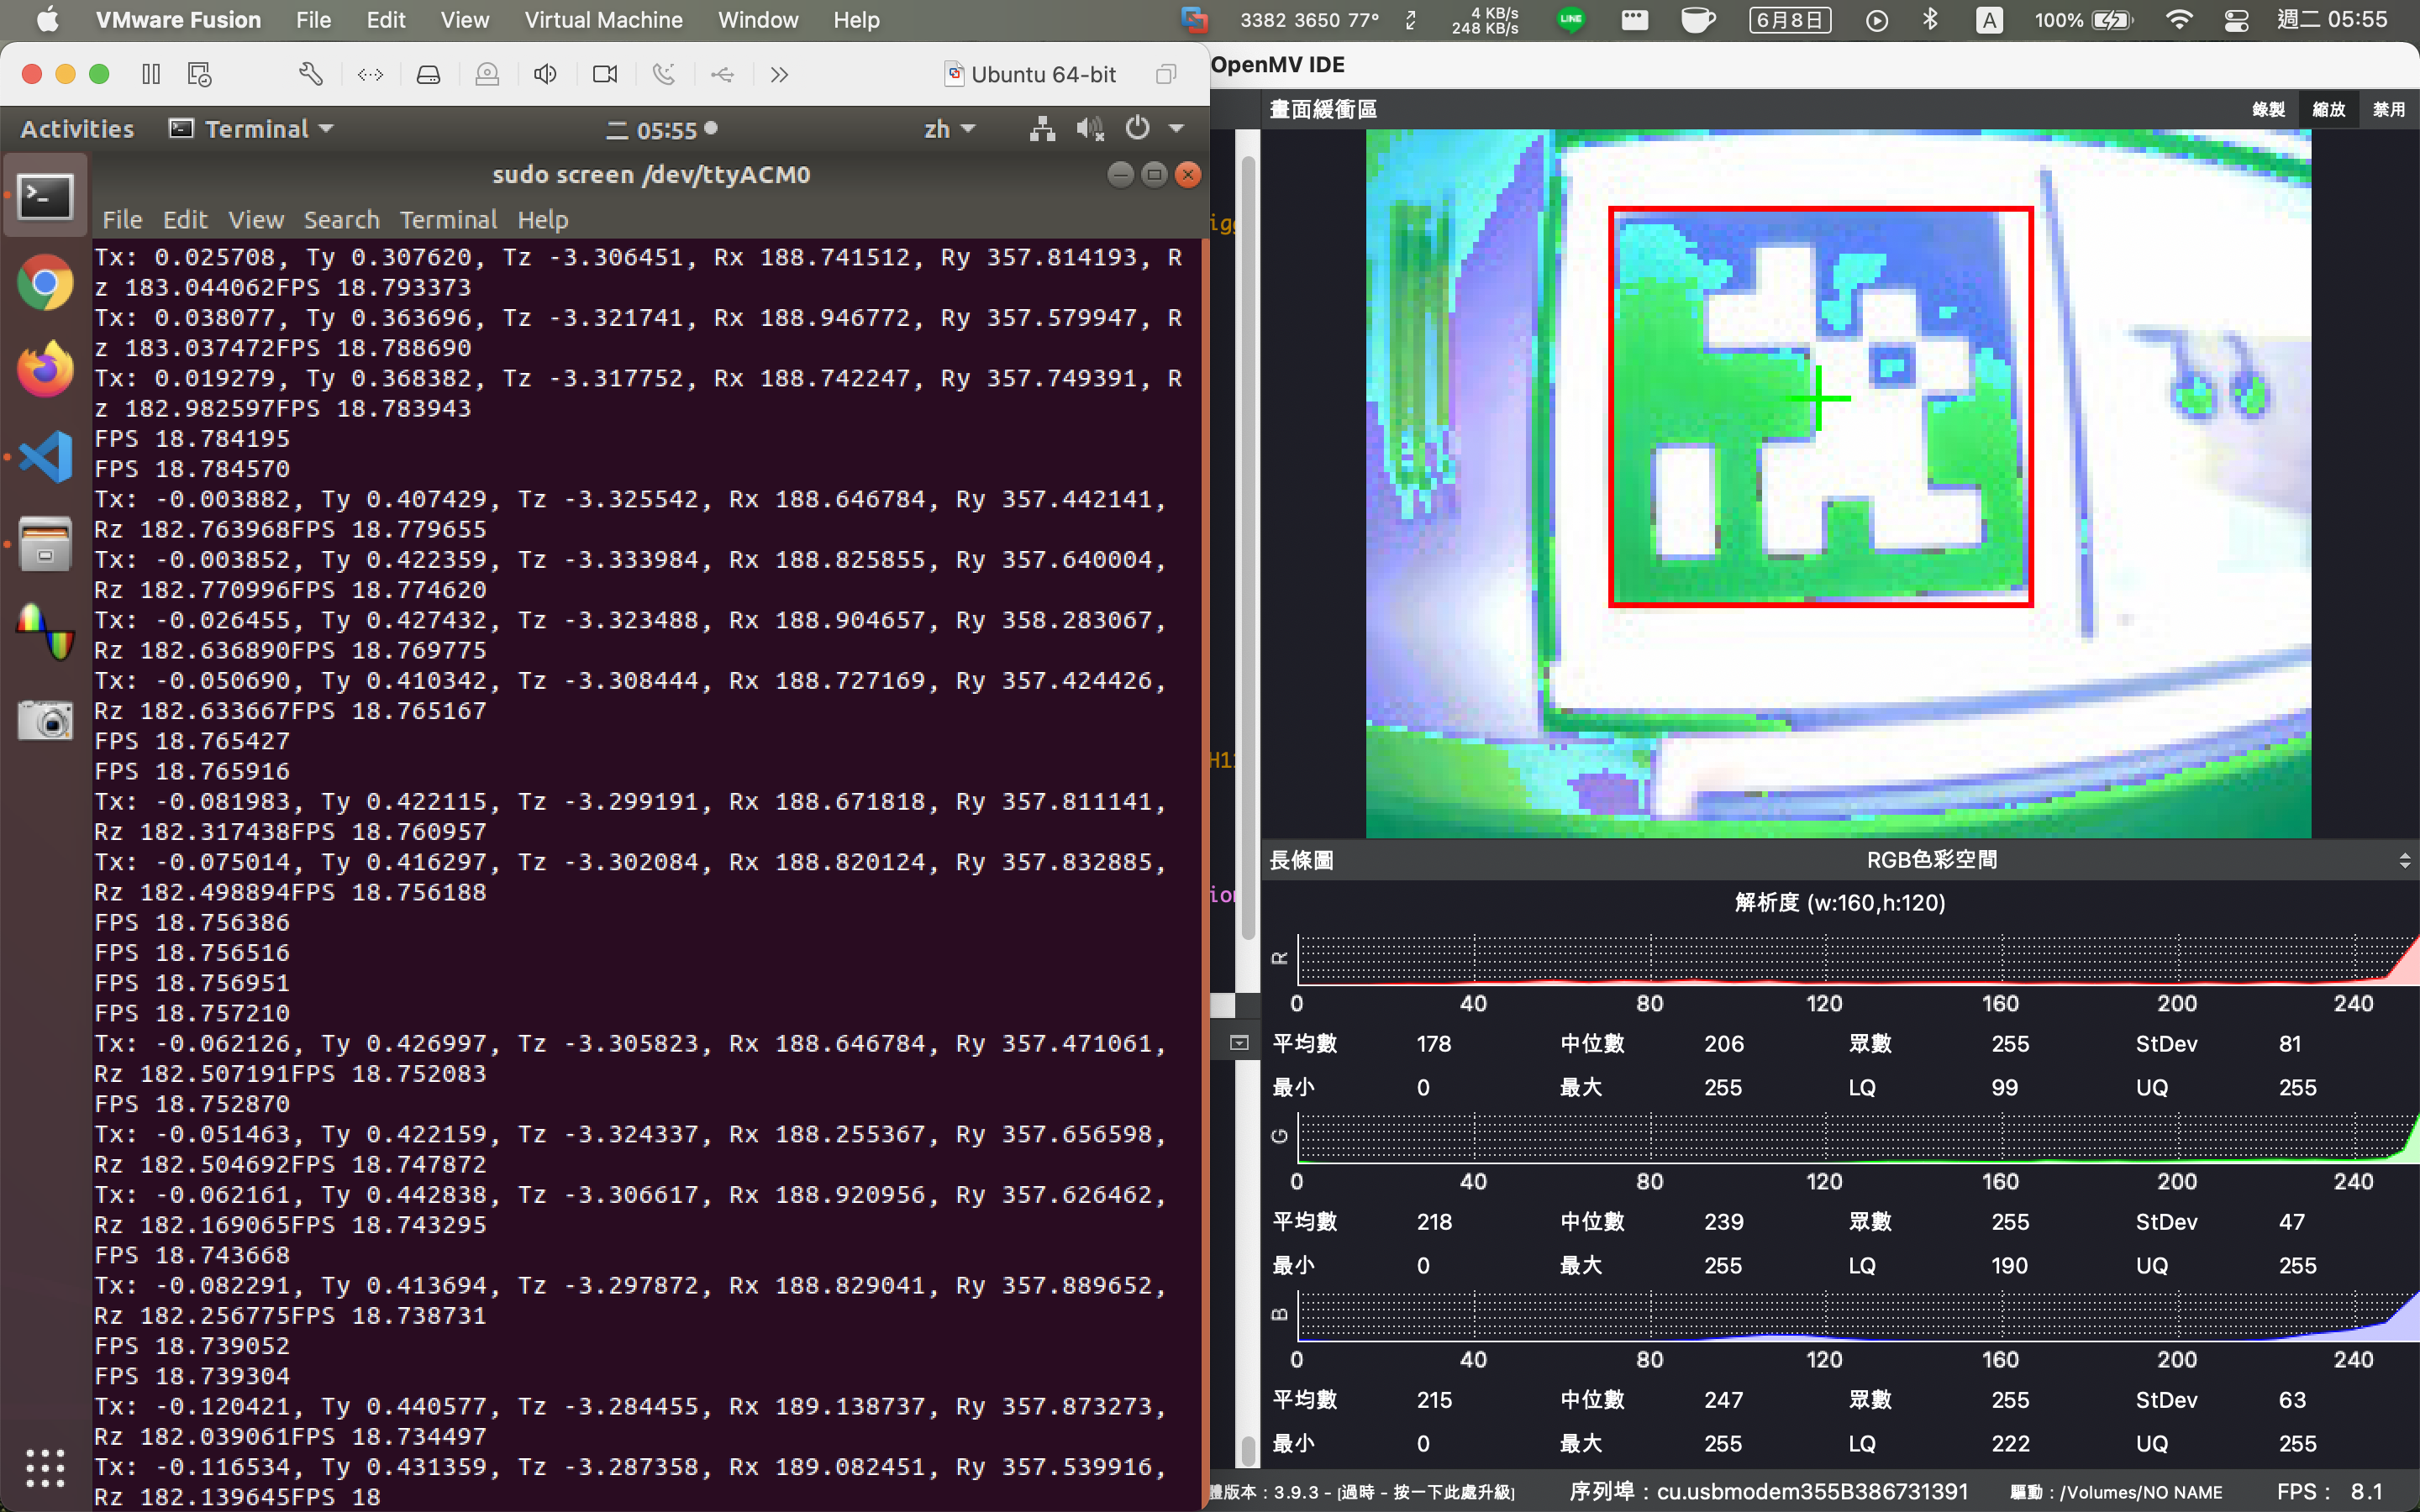 VMware Fusion File Edit View Virtual Machine Window Help
3382 3650 77° 4 KB/s 248 KB/s LINE 6月8日 A 100% 週二 05:55
Ubuntu 64-bit
Activities Terminal 二 05:55 zh
sudo screen /dev/ttyACM0
File Edit View Search Terminal Help
Tx: 0.025708, Ty 0.307620, Tz -3.306451, Rx 188.741512, Ry 357.814193, R
z 183.044062FPS 18.793373
Tx: 0.038077, Ty 0.363696, Tz -3.321741, Rx 188.946772, Ry 357.579947, R
z 183.037472FPS 18.788690
Tx: 0.019279, Ty 0.368382, Tz -3.317752, Rx 188.742247, Ry 357.749391, R
z 182.982597FPS 18.783943
FPS 18.784195
FPS 18.784570
Tx: -0.003882, Ty 0.407429, Tz -3.325542, Rx 188.646784, Ry 357.442141,
Rz 182.763968FPS 18.779655
Tx: -0.003852, Ty 0.422359, Tz -3.333984, Rx 188.825855, Ry 357.640004,
Rz 182.770996FPS 18.774620
Tx: -0.026455, Ty 0.427432, Tz -3.323488, Rx 188.904657, Ry 358.283067,
Rz 182.636890FPS 18.769775
Tx: -0.050690, Ty 0.410342, Tz -3.308444, Rx 188.727169, Ry 357.424426,
Rz 182.633667FPS 18.765167
FPS 18.765427
FPS 18.765916
Tx: -0.081983, Ty 0.422115, Tz -3.299191, Rx 188.671818, Ry 357.811141,
Rz 182.317438FPS 18.760957
Tx: -0.075014, Ty 0.416297, Tz -3.302084, Rx 188.820124, Ry 357.832885,
Rz 182.498894FPS 18.756188
FPS 18.756386
FPS 18.756516
FPS 18.756951
FPS 18.757210
Tx: -0.062126, Ty 0.426997, Tz -3.305823, Rx 188.646784, Ry 357.471061,
Rz 182.507191FPS 18.752083
FPS 18.752870
Tx: -0.051463, Ty 0.422159, Tz -3.324337, Rx 188.255367, Ry 357.656598,
Rz 182.504692FPS 18.747872
Tx: -0.062161, Ty 0.442838, Tz -3.306617, Rx 188.920956, Ry 357.626462,
Rz 182.169065FPS 18.743295
FPS 18.743668
Tx: -0.082291, Ty 0.413694, Tz -3.297872, Rx 188.829041, Ry 357.889652,
Rz 182.256775FPS 18.738731
FPS 18.739052
FPS 18.739304
Tx: -0.120421, Ty 0.440577, Tz -3.284455, Rx 189.138737, Ry 357.873273,
Rz 182.039061FPS 18.734497
Tx: -0.116534, Ty 0.431359, Tz -3.287358, Rx 189.082451, Ry 357.539916,
Rz 182.139645FPS 18
OpenMV IDE
畫面緩衝區 錄製 縮放 禁用
長條圖 RGB色彩空間
解析度 (w:160,h:120)
R
0 40 80 120 160 200 240
平均數 178 中位數 206 眾數 255 StDev 81
最小 0 最大 255 LQ 99 UQ 255
G
0 40 80 120 160 200 240
平均數 218 中位數 239 眾數 255 StDev 47
最小 0 最大 255 LQ 190 UQ 255
B
0 40 80 120 160 200 240
平均數 215 中位數 247 眾數 255 StDev 63
最小 0 最大 255 LQ 222 UQ 255
體版本：3.9.3 - [過時 - 按一下此處升級] 序列埠：cu.usbmodem355B386731391 驅動：/Volumes/NO NAME FPS： 8.1